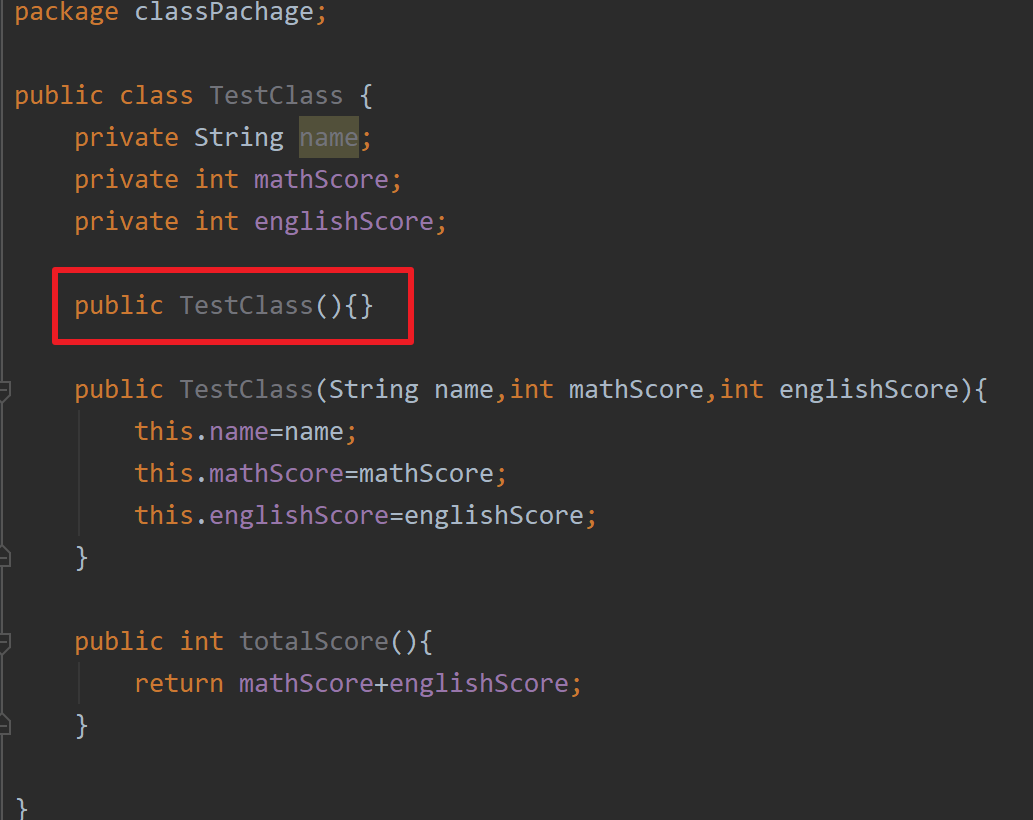 package classPachage;
public class TestClass {
private String name;
private int mathScore;
private int englishScore;
public TestClass(){}
public TestClass(String name,int mathScore,int englishScore){
this.name=name;
this.mathScore=mathScore;
this.englishScore=englishScore;
}
public int totalScore(){
return mathScore+englishScore;
}
}